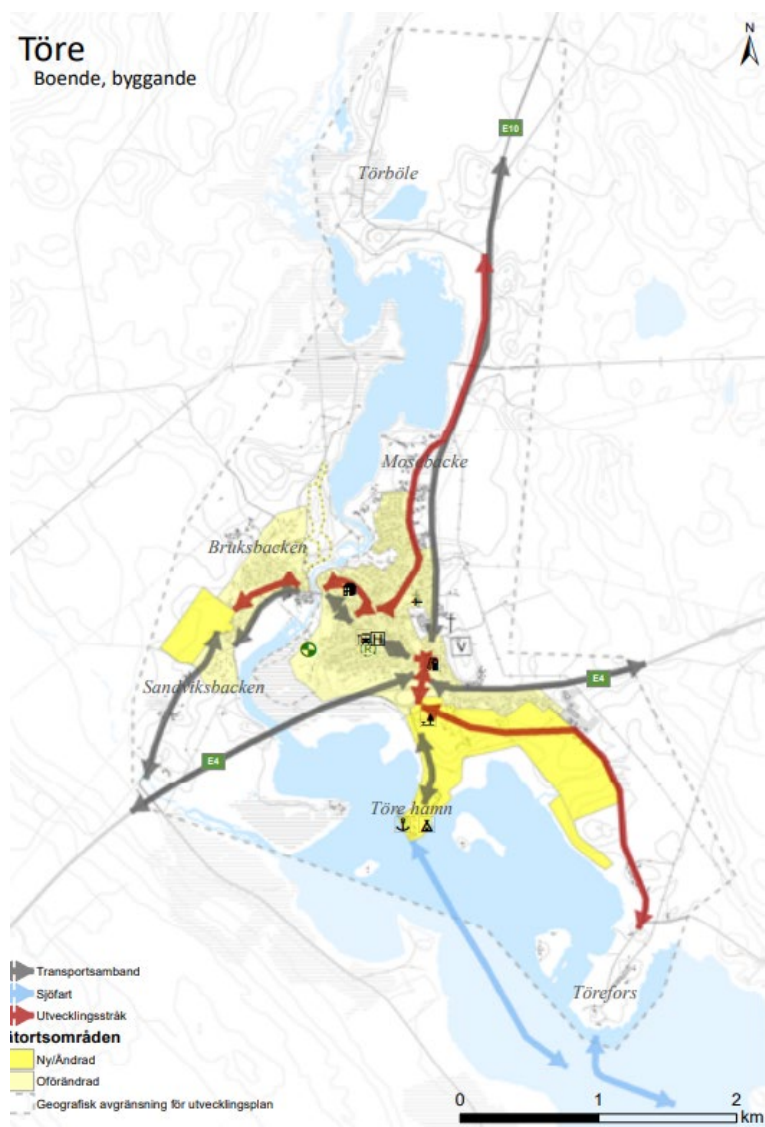 Töre
Boende, byggande
N
E10
Törböle
Mosebacke
Bruksbacken
H
R
V
Sandviksbacken
E4
E4
Töre hamn
Törefors
Transportsamband
Sjöfart
Utvecklingsstråk
itortsområden
Ny/Ändrad
Oförändrad
Geografisk avgränsning för utvecklingsplan
0 1 2
km